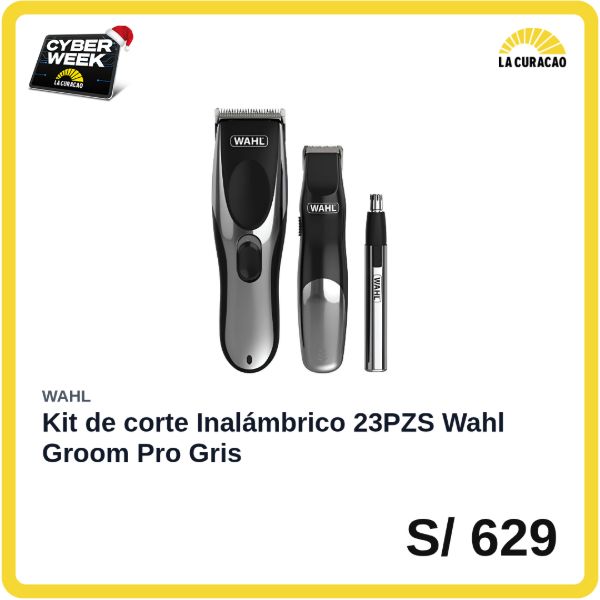 CYBER
WEEK
LA CURACAO
LA CURACAO
WAHL
WAHL
WAHL
WAHL
Kit de corte Inalámbrico 23PZS Wahl
Groom Pro Gris
S/ 629